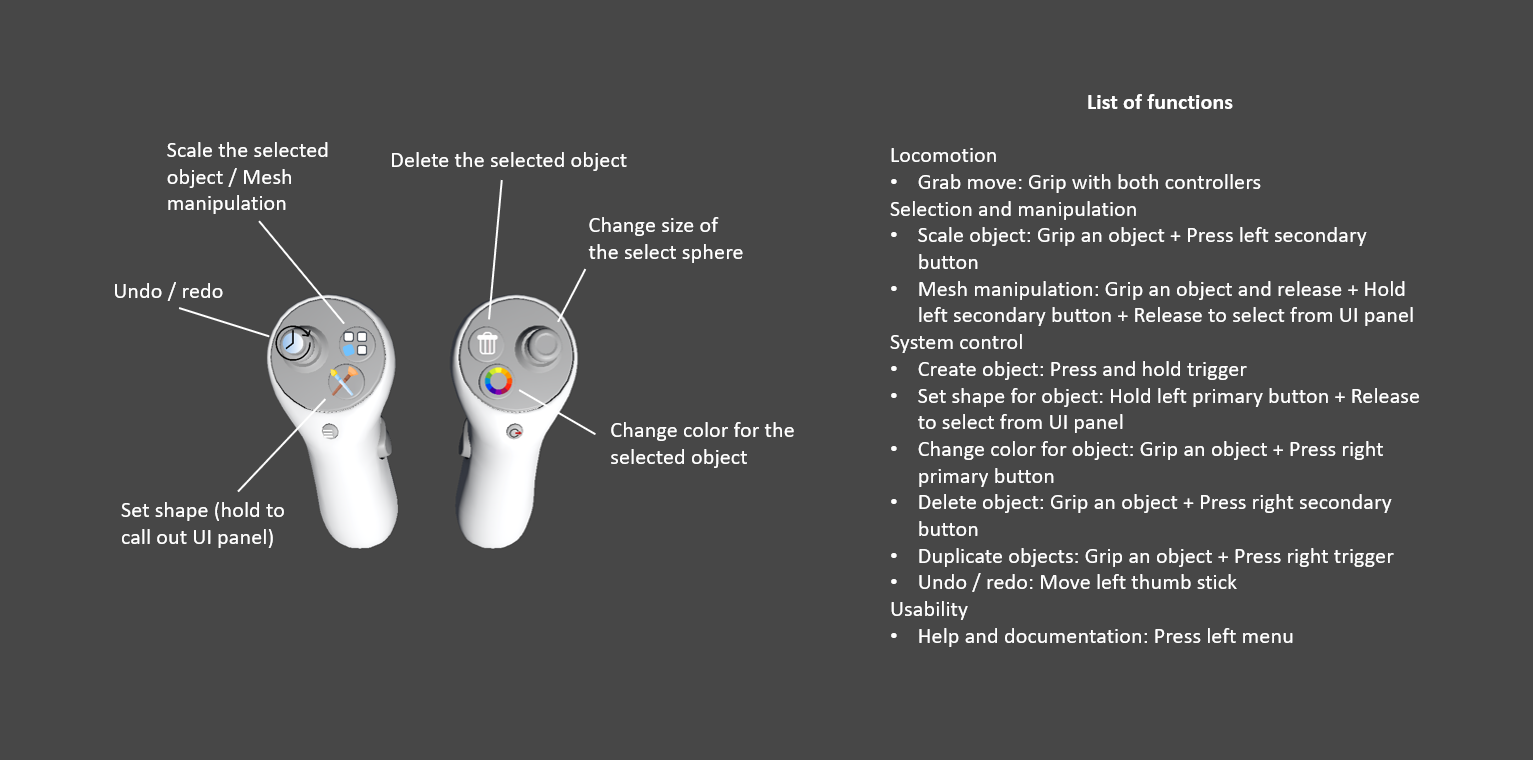 Scale the selected
object / Mesh
manipulation
Delete the selected object
Change size of
the select sphere
Undo / redo
Change color for the
selected object
Set shape (hold to
call out UI panel)
List of functions
Locomotion
• Grab move: Grip with both controllers
Selection and manipulation
• Scale object: Grip an object + Press left secondary
button
• Mesh manipulation: Grip an object and release + Hold
left secondary button + Release to select from UI panel
System control
• Create object: Press and hold trigger
• Set shape for object: Hold left primary button + Release
to select from UI panel
• Change color for object: Grip an object + Press right
primary button
• Delete object: Grip an object + Press right secondary
button
• Duplicate objects: Grip an object + Press right trigger
• Undo / redo: Move left thumb stick
Usability
• Help and documentation: Press left menu